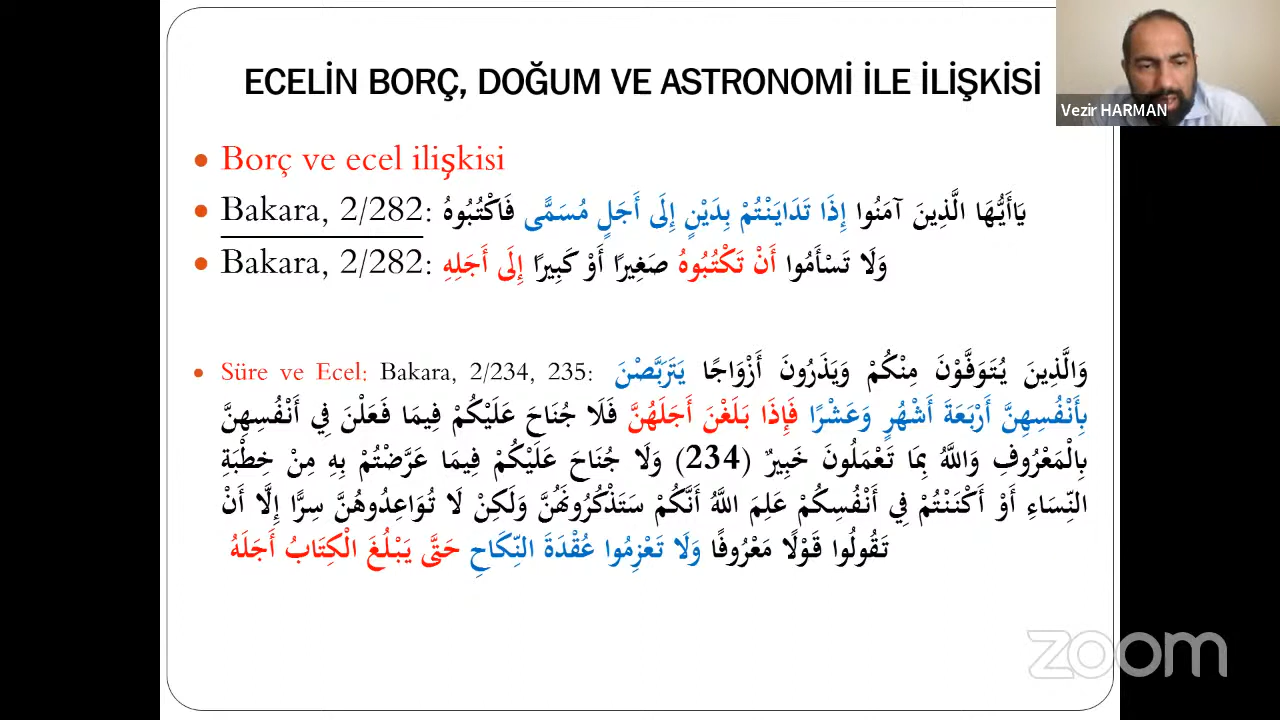 ECELİN BORÇ, DOĞUM VE ASTRONOMİ İLE İLİŞKİSİ
Vezir HARMAN
• Borç ve ecel ilişkisi
• Bakara, 2/282: يَاأَيُّهَا الَّذِينَ آمَنُوا إِذَا تَدَايَنْتُمْ بِدَيْنٍ إِلَى أَجَلٍ مُسَمًّى فَاكْتُبُوهُ
• Bakara, 2/282: وَلَا تَسْأَمُوا أَنْ تَكْتُبُوهُ صَغِيرًا أَوْ كَبِيرًا إِلَى أَجَلِهِ
• Süre ve Ecel: Bakara, 2/234, 235: وَالَّذِينَ يُتَوَفَّوْنَ مِنْكُمْ وَيَذَرُونَ أَزْوَاجًا يَتَرَبَّصْنَ
بِأَنْفُسِهِنَّ أَرْبَعَةَ أَشْهُرٍ وَعَشْرًا فَإِذَا بَلَغْنَ أَجَلَهُنَّ فَلَا جُنَاحَ عَلَيْكُمْ فِيمَا فَعَلْنَ فِي أَنْفُسِهِنَّ
بِالْمَعْرُوفِ وَاللَّهُ بِمَا تَعْمَلُونَ خَبِيرٌ (234) وَلَا جُنَاحَ عَلَيْكُمْ فِيمَا عَرَّضْتُمْ بِهِ مِنْ خِطْبَةِ
النِّسَاءِ أَوْ أَكْنَنْتُمْ فِي أَنْفُسِكُمْ عَلِمَ اللَّهُ أَنَّكُمْ سَتَذْكُرُونَهُنَّ وَلَكِنْ لَا تُوَاعِدُوهُنَّ سِرًّا إِلَّا أَنْ
تَقُولُوا قَوْلًا مَعْرُوفًا وَلَا تَعْزِمُوا عُقْدَةَ النِّكَاحِ حَتَّى يَبْلُغَ الْكِتَابُ أَجَلَهُ
zoom